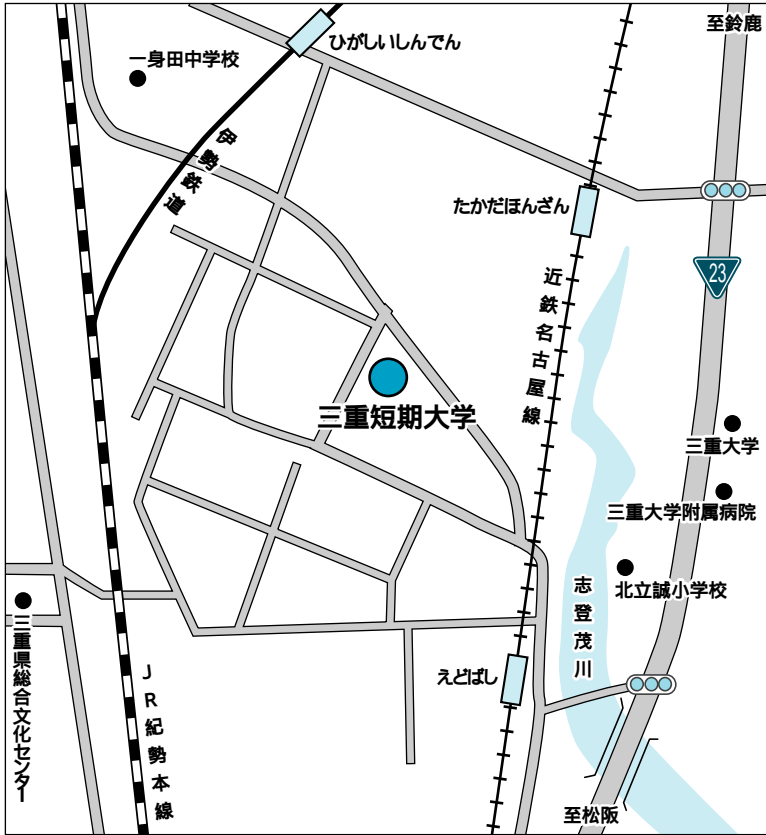 至鈴鹿
ひがしいしんでん
一身田中学校
伊勢鉄道
たかだほんざん
23
近鉄名古屋線
三重短期大学
三重大学
三重大学附属病院
北立誠小学校
志登茂川
三重県総合文化センター
えどばし
JR紀勢本線
至松阪